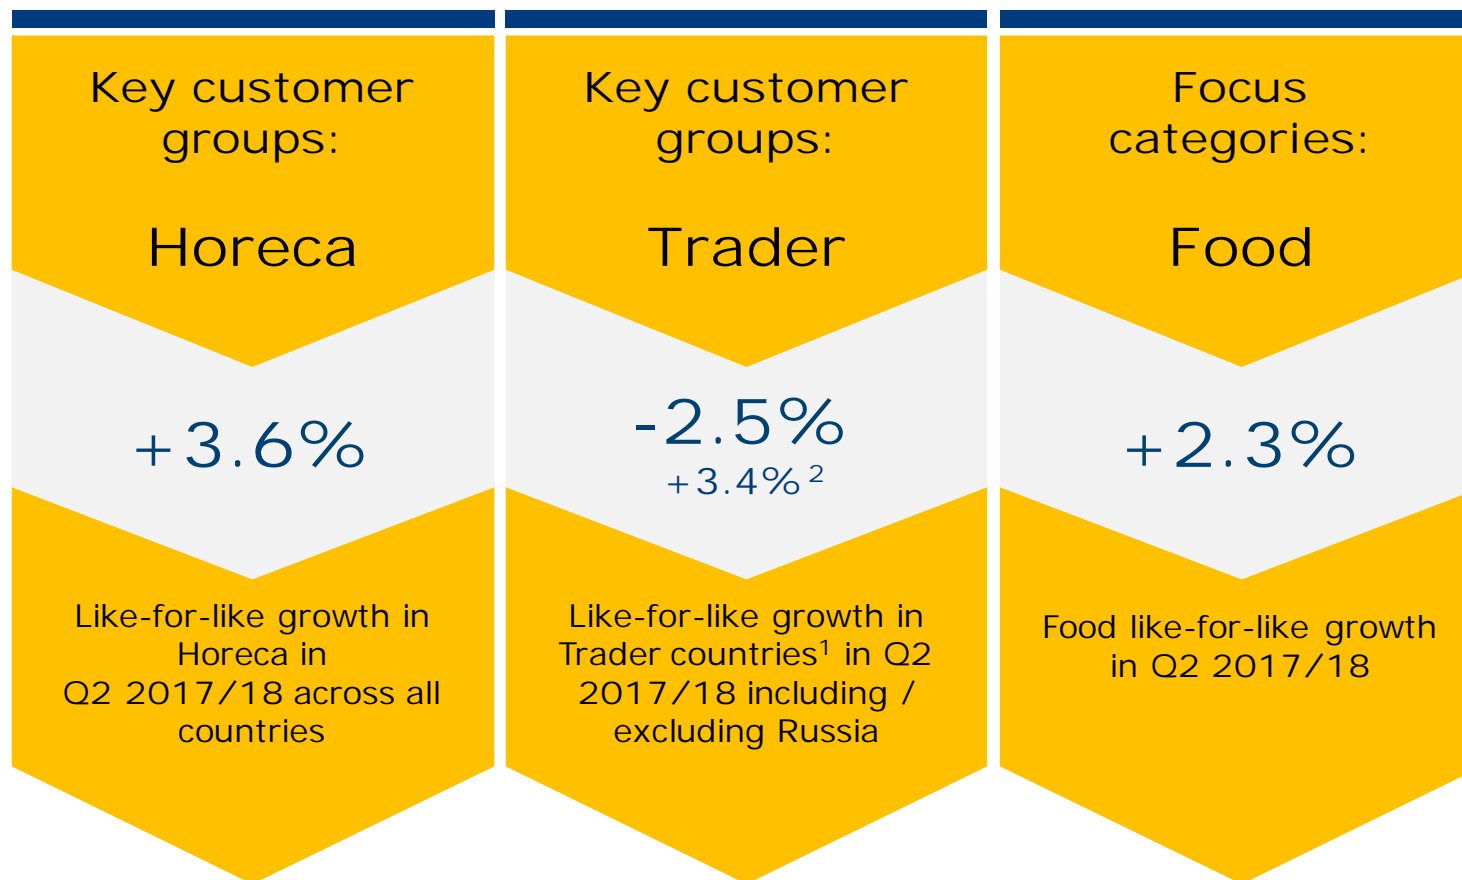 Key customer
groups:
Horeca
+3.6%
Like-for-like growth in
Horeca in
Q2 2017/18 across all
countries
Key customer
groups:
Trader
-2.5%
+3.4%²
Like-for-like growth in
Trader countries¹ in Q2
2017/18 including /
excluding Russia
Focus
categories:
Food
+2.3%
Food like-for-like growth
in Q2 2017/18